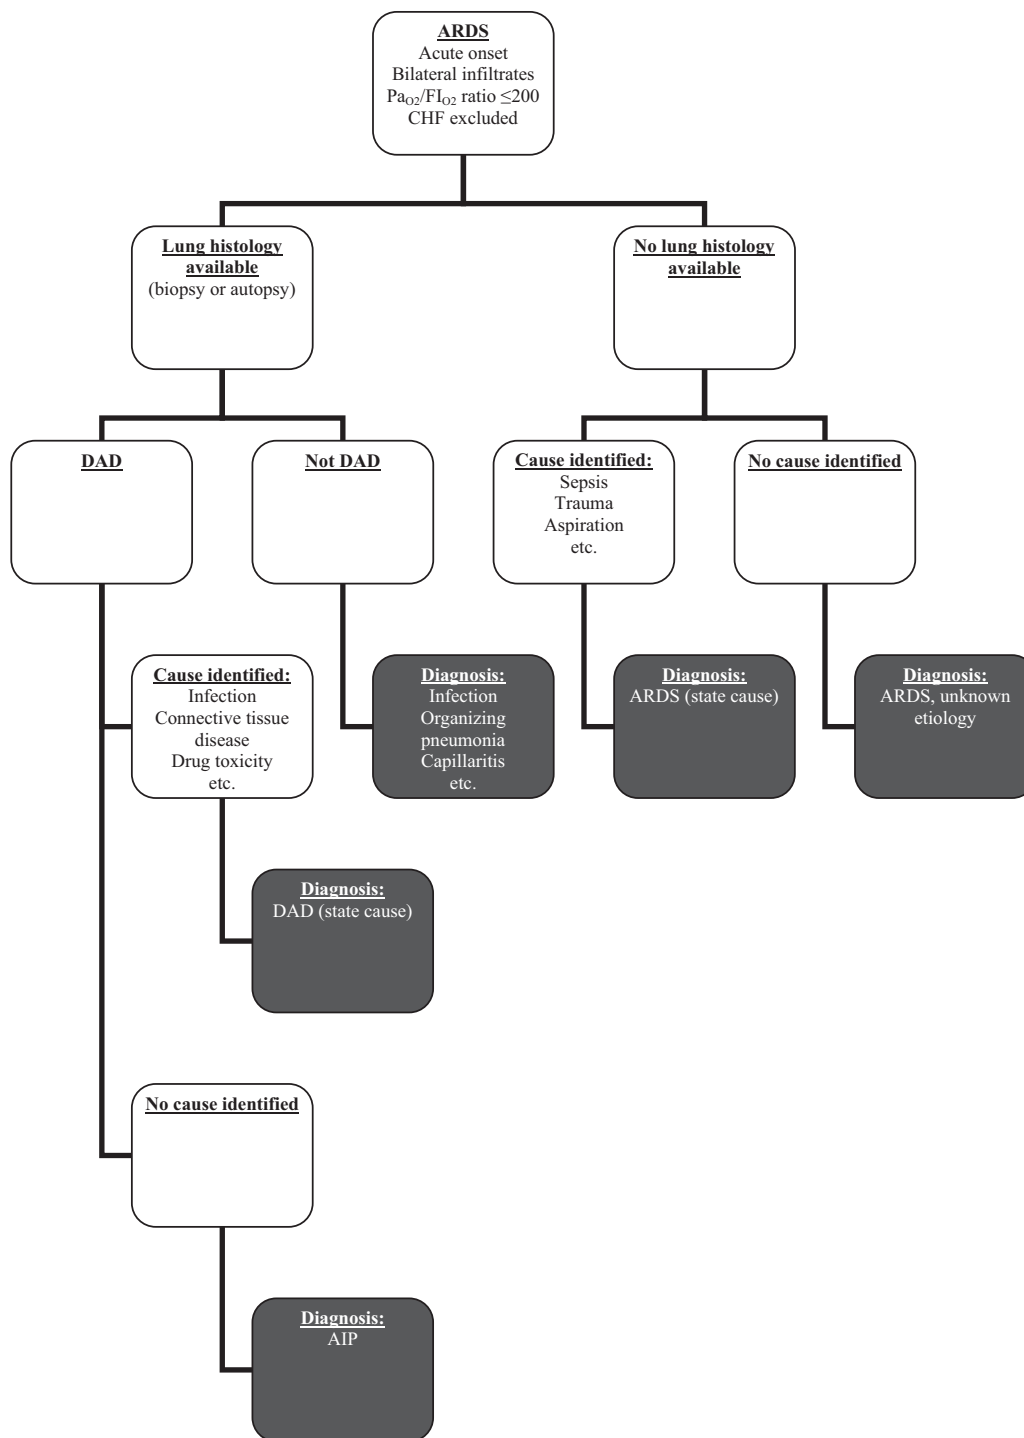 ARDS
Acute onset
Bilateral infiltrates
PaO2/FIO2 ratio ≤200
CHF excluded
Lung histology
available
(biopsy or autopsy)
No lung histology
available
DAD
Not DAD
Cause identified:
Sepsis
Trauma
Aspiration
etc.
No cause identified
Cause identified:
Infection
Connective tissue
disease
Drug toxicity
etc.
Diagnosis:
Infection
Organizing
pneumonia
Capillaritis
etc.
Diagnosis:
ARDS (state cause)
Diagnosis:
ARDS, unknown
etiology
Diagnosis:
DAD (state cause)
No cause identified
Diagnosis:
AIP